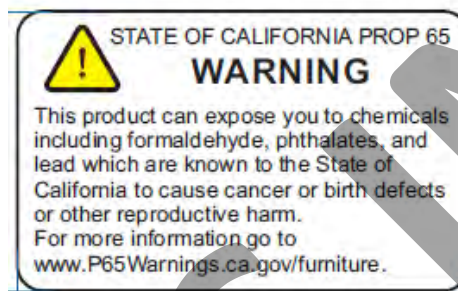 STATE OF CALIFORNIA PROP 65
WARNING
This product can expose you to chemicals
including formaldehyde, phthalates, and
lead which are known to the State of
California to cause cancer or birth defects
or other reproductive harm.
For more information go to
www.P65Warnings.ca.gov/furniture.